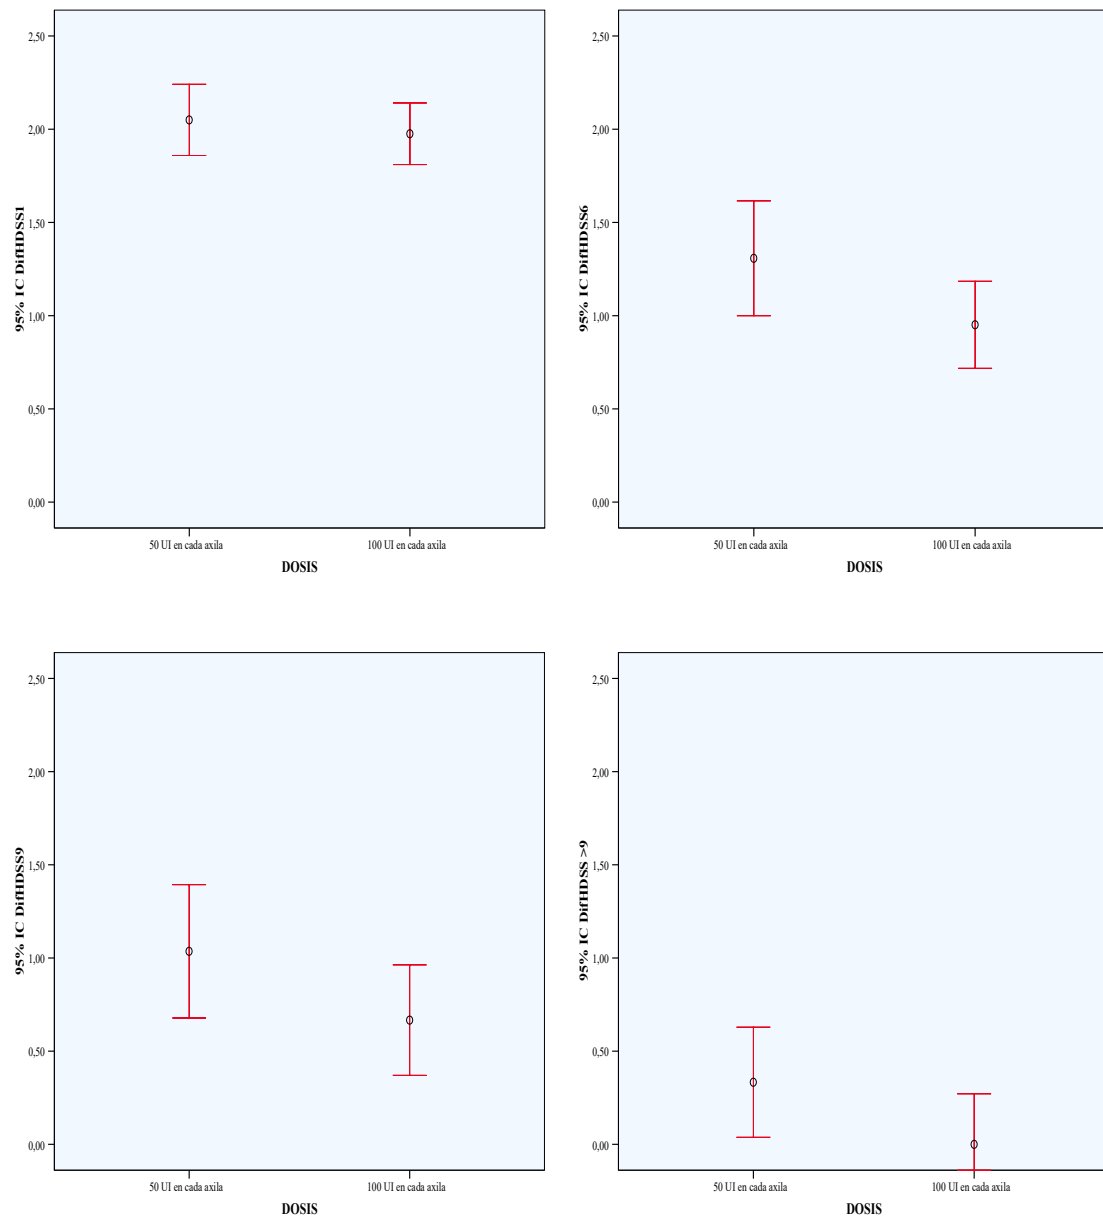 2,50
2,00
1,50
1,00
0,50
0,00
95% IC DifHDSS1
50 UI en cada axila
100 UI en cada axila
DOSIS
2,50
2,00
1,50
1,00
0,50
0,00
95% IC DifHDSS6
50 UI en cada axila
100 UI en cada axila
DOSIS
2,50
2,00
1,50
1,00
0,50
0,00
95% IC DifHDSS9
50 UI en cada axila
100 UI en cada axila
DOSIS
2,50
2,00
1,50
1,00
0,50
0,00
95% IC DifHDSS >9
50 UI en cada axila
100 UI en cada axila
DOSIS